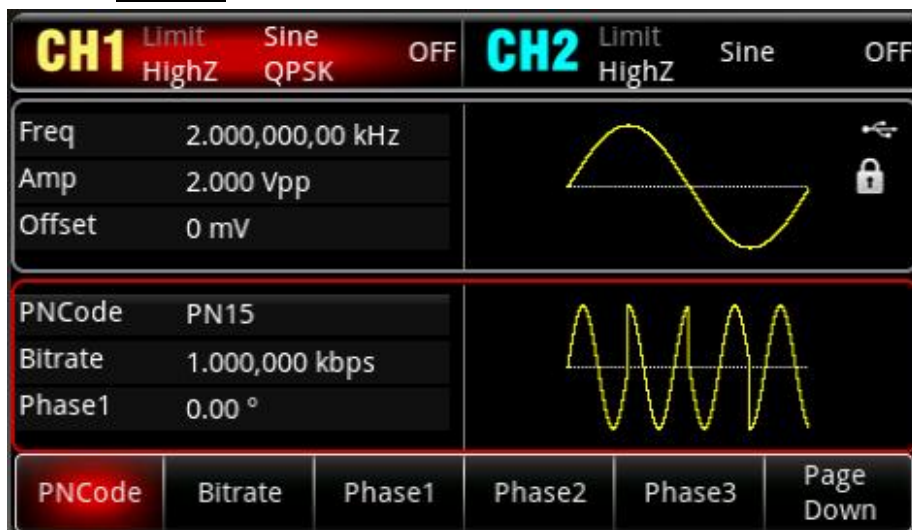 CH1 Limit Sine OFF CH2 Limit Sine OFF
HighZ QPSK HighZ
Freq 2.000,000,00 kHz
Amp 2.000 Vpp
Offset 0 mV
PNCode PN15
Bitrate 1.000,000 kbps
Phase1 0.00 °
PNCode Bitrate Phase1 Phase2 Phase3 Page
Down